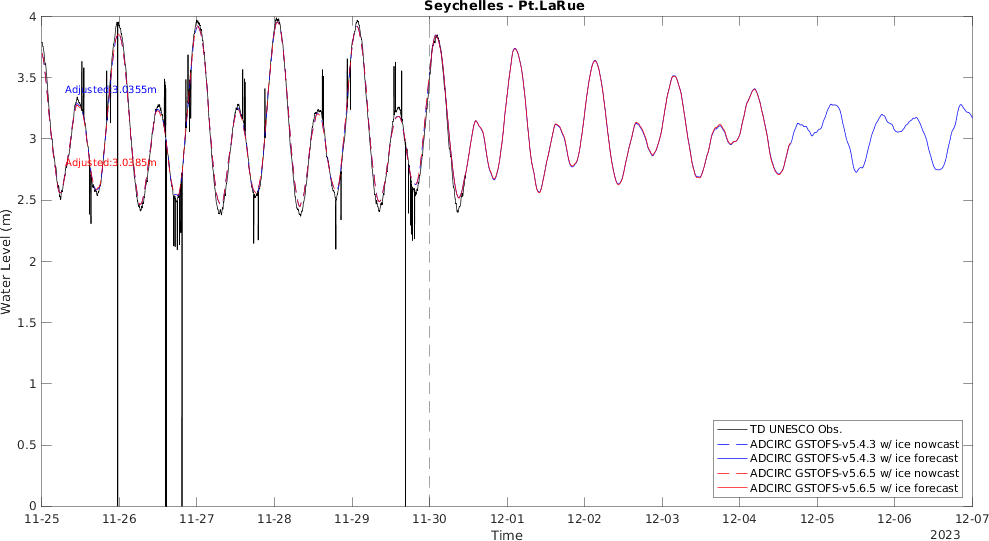 Seychelles - Pt.LaRue
4
3.5
3
2.5
2
1.5
1
0.5
0
Water Level (m)
Adjusted:3.0355m
Adjusted:3.0385m
TD UNESCO Obs.
ADCIRC GSTOFS-v5.4.3 w/ ice nowcast
ADCIRC GSTOFS-v5.4.3 w/ ice forecast
ADCIRC GSTOFS-v5.6.5 w/ ice nowcast
ADCIRC GSTOFS-v5.6.5 w/ ice forecast
11-25 11-26 11-27 11-28 11-29 11-30 12-01 12-02 12-03 12-04 12-05 12-06 12-07
Time
2023